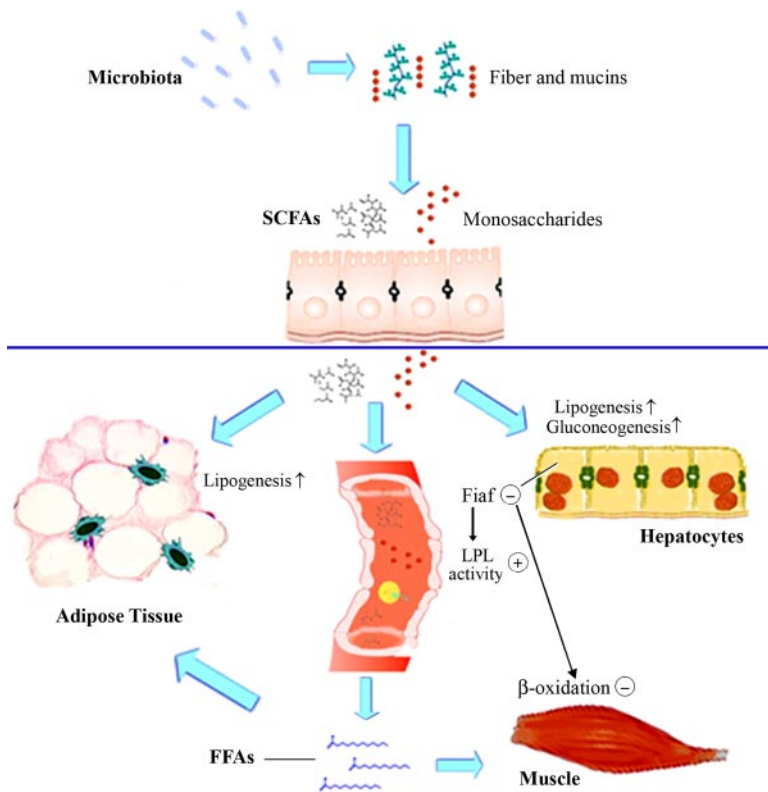 Microbiota
Fiber and mucins
SCFAs
Monosaccharides
Lipogenesis ↑
Gluconeogenesis ↑
Lipogenesis ↑
Fiaf −
Hepatocytes
LPL
activity +
Adipose Tissue
β-oxidation −
FFAs
Muscle